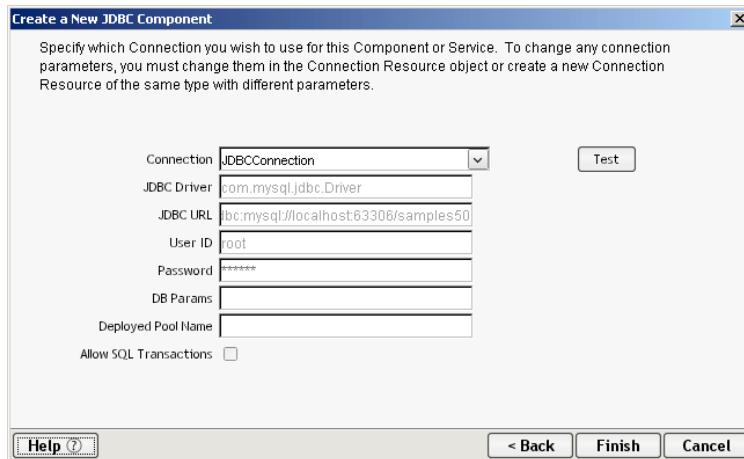 Create a New JDBC Component
Specify which Connection you wish to use for this Component or Service. To change any connection
parameters, you must change them in the Connection Resource object or create a new Connection
Resource of the same type with different parameters.
Connection JDBCConnection Test
JDBC Driver com.mysql.jdbc.Driver
JDBC URL lbc:mysql://localhost:63306/samples50
User ID root
Password ******
DB Params
Deployed Pool Name
Allow SQL Transactions
Help ? < Back Finish Cancel